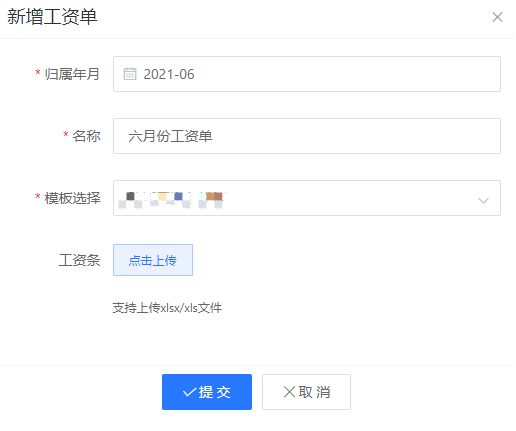 新增工资单
* 归属年月 2021-06
* 名称 六月份工资单
* 模板选择
工资条 点击上传
支持上传xlsx/xls文件
提交 取消